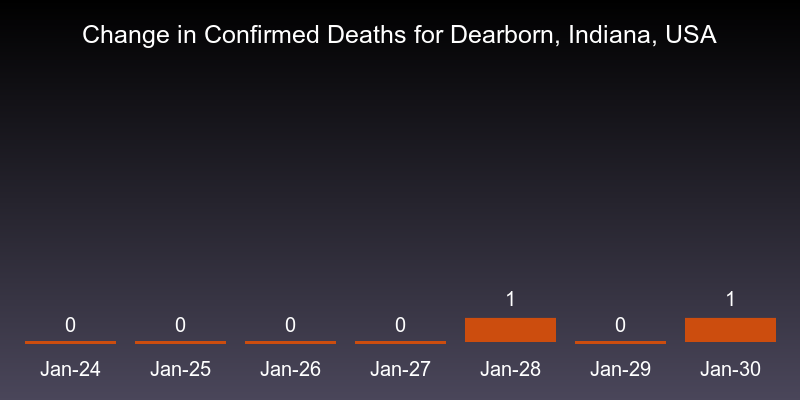 Change in Confirmed Deaths for Dearborn, Indiana, USA
0 0 0 0 1 0 1
Jan-24 Jan-25 Jan-26 Jan-27 Jan-28 Jan-29 Jan-30